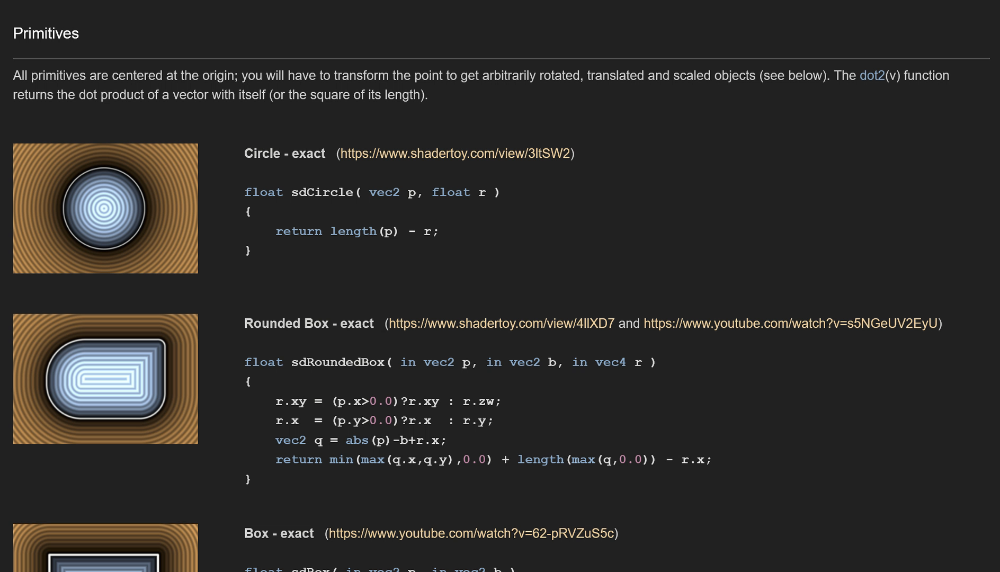 Primitives
All primitives are centered at the origin; you will have to transform the point to get arbitrarily rotated, translated and scaled objects (see below). The dot2(v) function
returns the dot product of a vector with itself (or the square of its length).
Circle - exact (https://www.shadertoy.com/view/3ltSW2)
float sdCircle( vec2 p, float r )
{
    return length(p) - r;
}
Rounded Box - exact (https://www.shadertoy.com/view/4llXD7 and https://www.youtube.com/watch?v=s5NGeUV2EyU)
float sdRoundedBox( in vec2 p, in vec2 b, in vec4 r )
{
    r.xy = (p.x>0.0)?r.xy : r.zw;
    r.x  = (p.y>0.0)?r.x  : r.y;
    vec2 q = abs(p)-b+r.x;
    return min(max(q.x,q.y),0.0) + length(max(q,0.0)) - r.x;
}
Box - exact (https://www.youtube.com/watch?v=62-pRVZuS5c)
float sdBox( in vec2 p, in vec2 b )